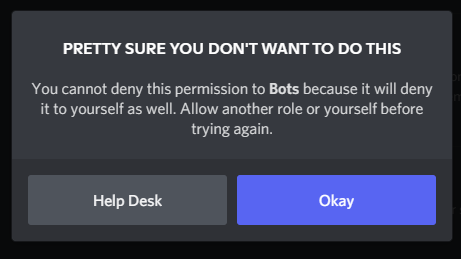 PRETTY SURE YOU DON'T WANT TO DO THIS
You cannot deny this permission to Bots because it will deny
it to yourself as well. Allow another role or yourself before
trying again.
Help Desk
Okay